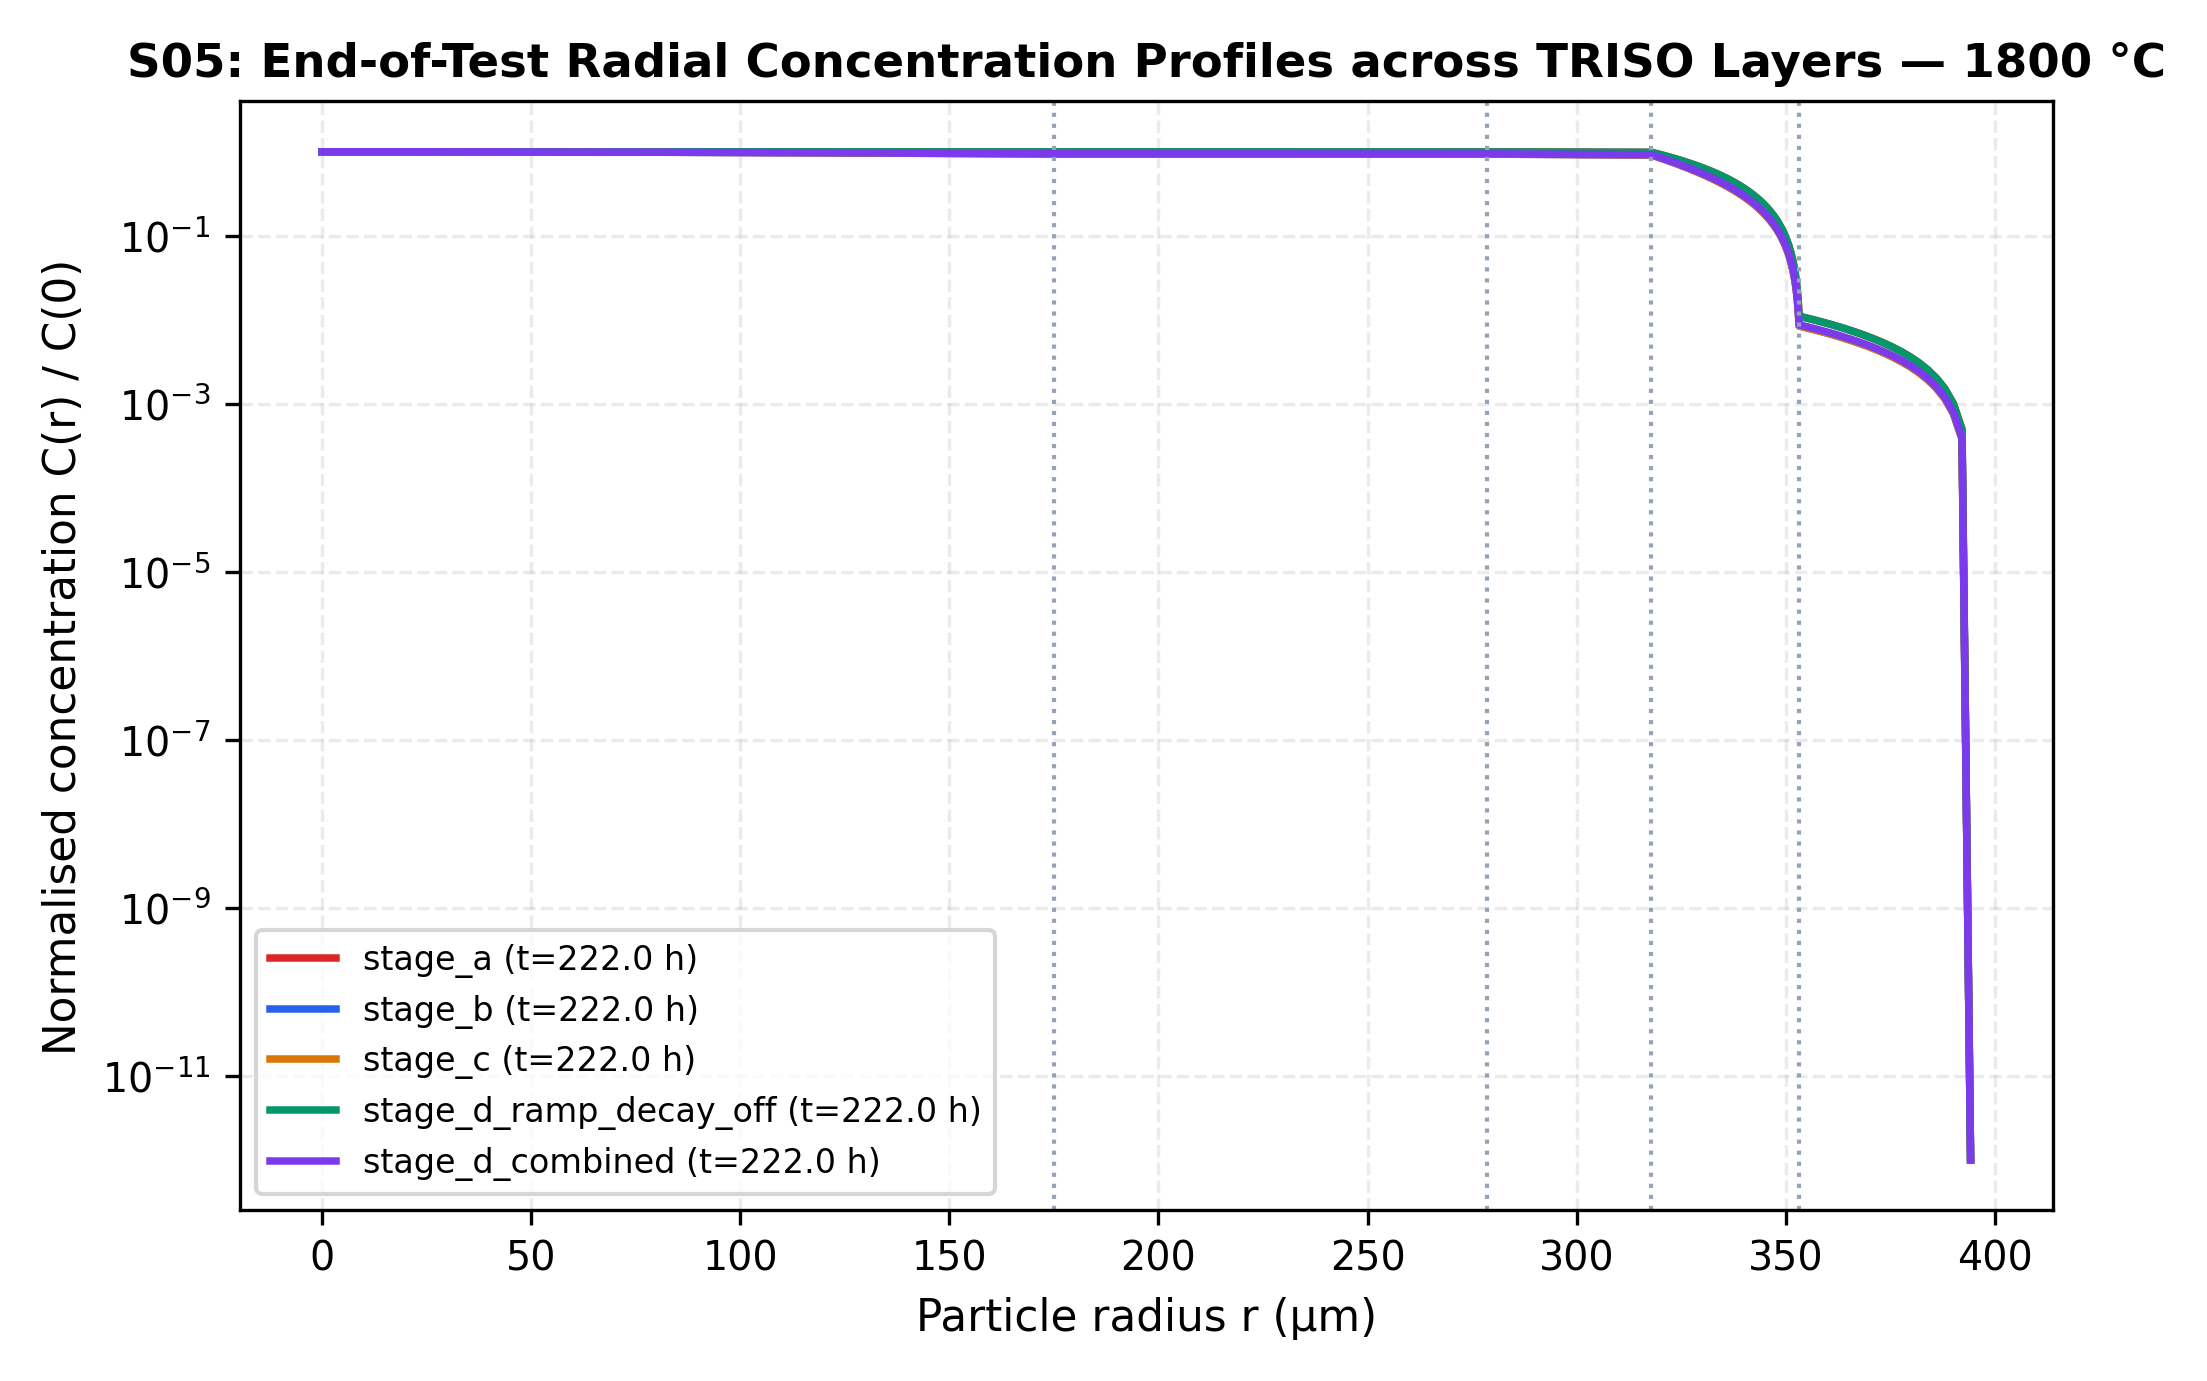 S05: End-of-Test Radial Concentration Profiles across TRISO Layers — 1800 °C
Normalised concentration C(r) / C(0)
10⁻¹
10⁻³
10⁻⁵
10⁻⁷
10⁻⁹
10⁻¹¹
stage_a (t=222.0 h)
stage_b (t=222.0 h)
stage_c (t=222.0 h)
stage_d_ramp_decay_off (t=222.0 h)
stage_d_combined (t=222.0 h)
0 50 100 150 200 250 300 350 400
Particle radius r (µm)